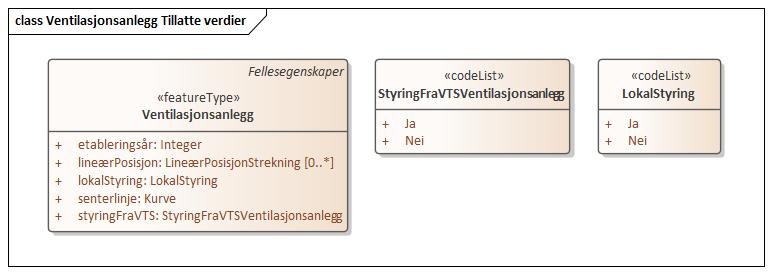 class Ventilasjonsanlegg Tillatte verdier
Fellesegenskaper
«featureType»
Ventilasjonsanlegg
+ etableringsår: Integer
+ lineærPosisjon: LineærPosisjonStrekning [0..*]
+ lokalStyring: LokalStyring
+ senterlinje: Kurve
+ styringFraVTS: StyringFraVTSVentilasjonsanlegg
«codeList»
StyringFraVTSVentilasjonsanlegg
+ Ja
+ Nei
«codeList»
LokalStyring
+ Ja
+ Nei